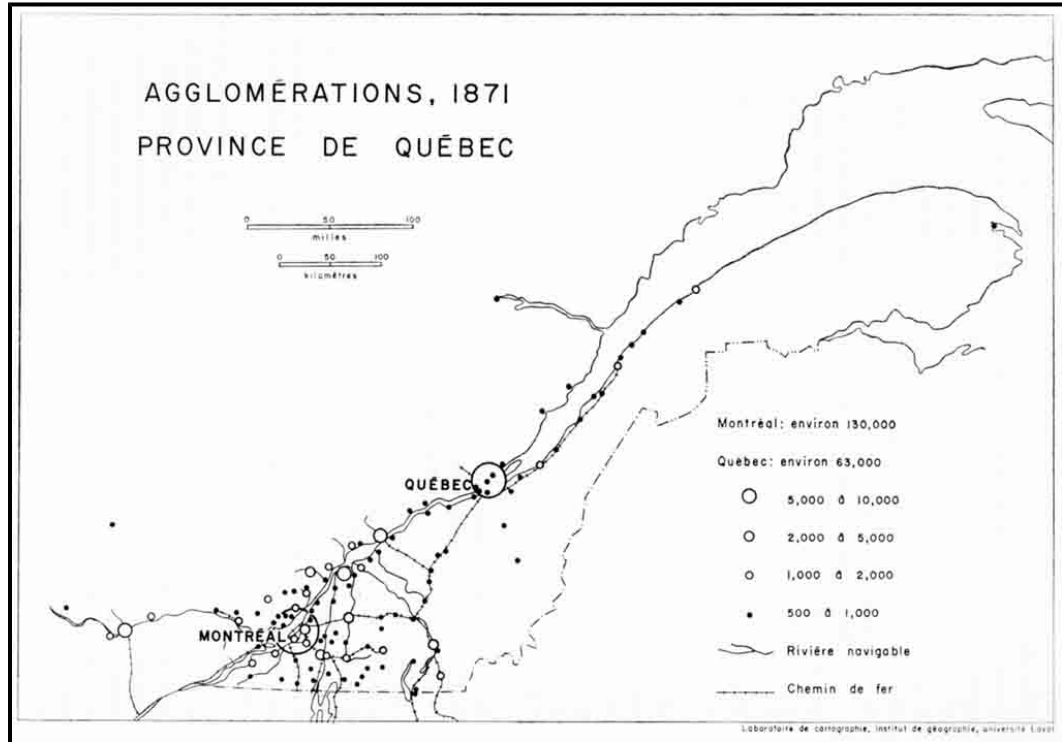 AGGLOMÉRATIONS, 1871
PROVINCE DE QUÉBEC
0 50 100
milles
0 50 100
kilomètres
Montréal: environ 130,000
Québec: environ 63,000
QUÉBEC
5,000 à 10,000
2,000 à 5,000
1,000 à 2,000
500 à 1,000
MONTRÉAL
Rivière navigable
Chemin de fer
Laboratoire de cartographie, Institut de géographie, université Laval